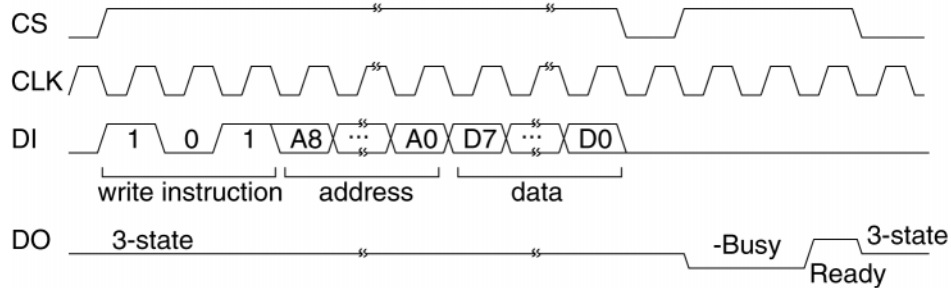 CS
CLK
DI 1 0 1 A8 ... A0 D7 ... D0
write instruction address data
DO 3-state -Busy Ready 3-state